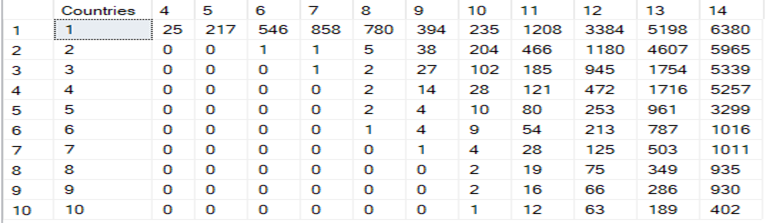 Countries 4 5 6 7 8 9 10 11 12 13 14
1 1 25 217 546 858 780 394 235 1208 3384 5198 6380
2 2 0 0 1 1 5 38 204 466 1180 4607 5965
3 3 0 0 0 1 2 27 102 185 945 1754 5339
4 4 0 0 0 0 2 14 28 121 472 1716 5257
5 5 0 0 0 0 2 4 10 80 253 961 3299
6 6 0 0 0 0 1 4 9 54 213 787 1016
7 7 0 0 0 0 0 1 4 28 125 503 1011
8 8 0 0 0 0 0 0 2 19 75 349 935
9 9 0 0 0 0 0 0 2 16 66 286 930
10 10 0 0 0 0 0 0 1 12 63 189 402